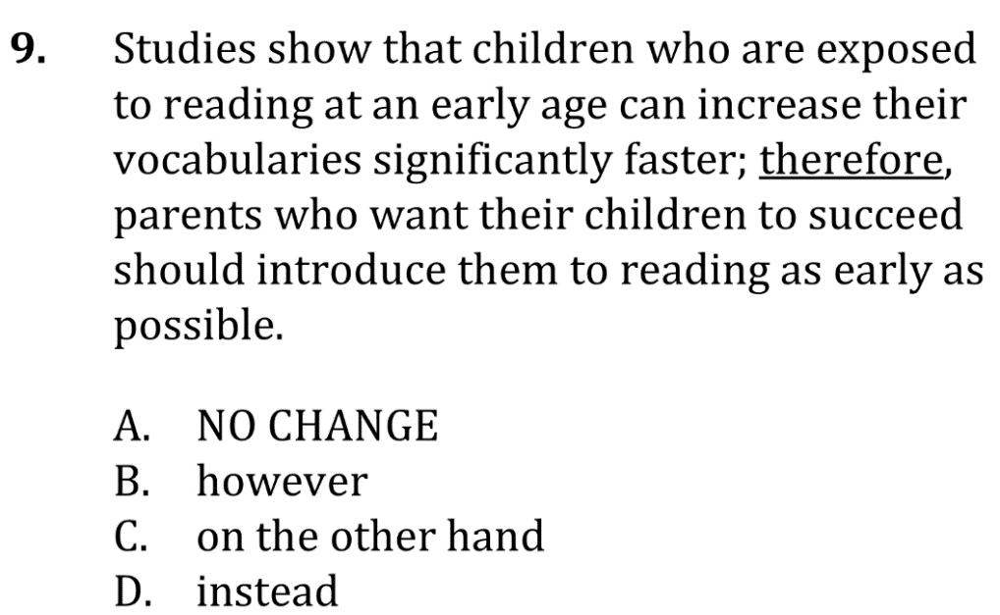 9. Studies show that children who are exposed
to reading at an early age can increase their
vocabularies significantly faster; therefore,
parents who want their children to succeed
should introduce them to reading as early as
possible.
A. NO CHANGE
B. however
C. on the other hand
D. instead